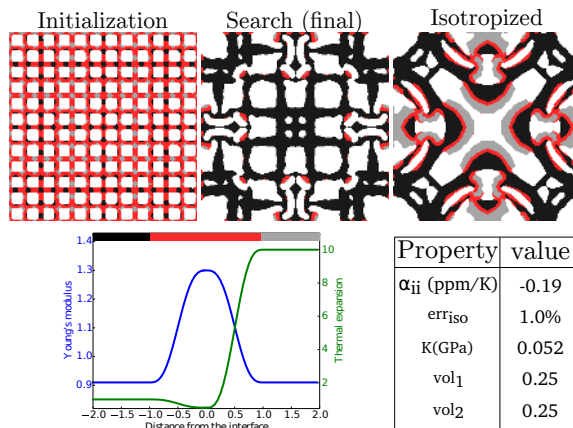 Initialization Search (final) Isotropized
1.4
1.3
1.2
1.1
1.0
0.9
Young's modulus
10
8
6
4
2
Thermal expansion
−2.0 −1.5 −1.0 −0.5 0.0 0.5 1.0 1.5 2.0
Distance from the interface
Property value
αii (ppm/K) -0.19
erriso 1.0%
K(GPa) 0.052
vol1 0.25
vol2 0.25